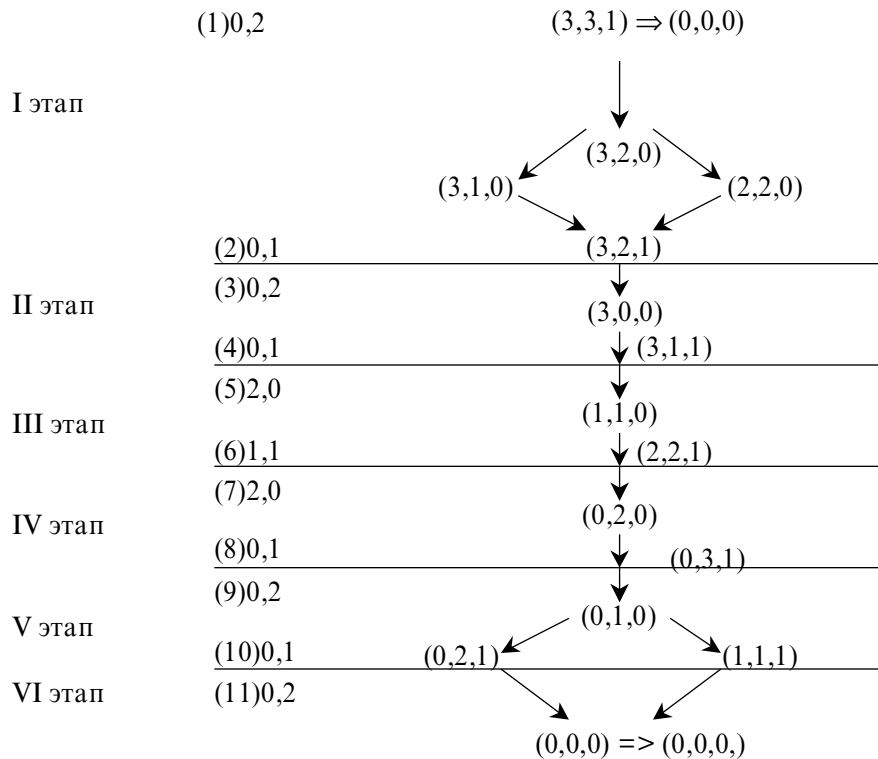 (1)0,2 (3,3,1) ⇒ (0,0,0)
I этап
(3,2,0)
(3,1,0) (2,2,0)
(2)0,1 (3,2,1)
(3)0,2
II этап
(3,0,0)
(4)0,1 (3,1,1)
(5)2,0
(1,1,0)
III этап
(6)1,1 (2,2,1)
(7)2,0
(0,2,0)
IV этап
(8)0,1 (0,3,1)
(9)0,2
(0,1,0)
V этап
(10)0,1 (0,2,1) (1,1,1)
VI этап (11)0,2
(0,0,0) => (0,0,0,)